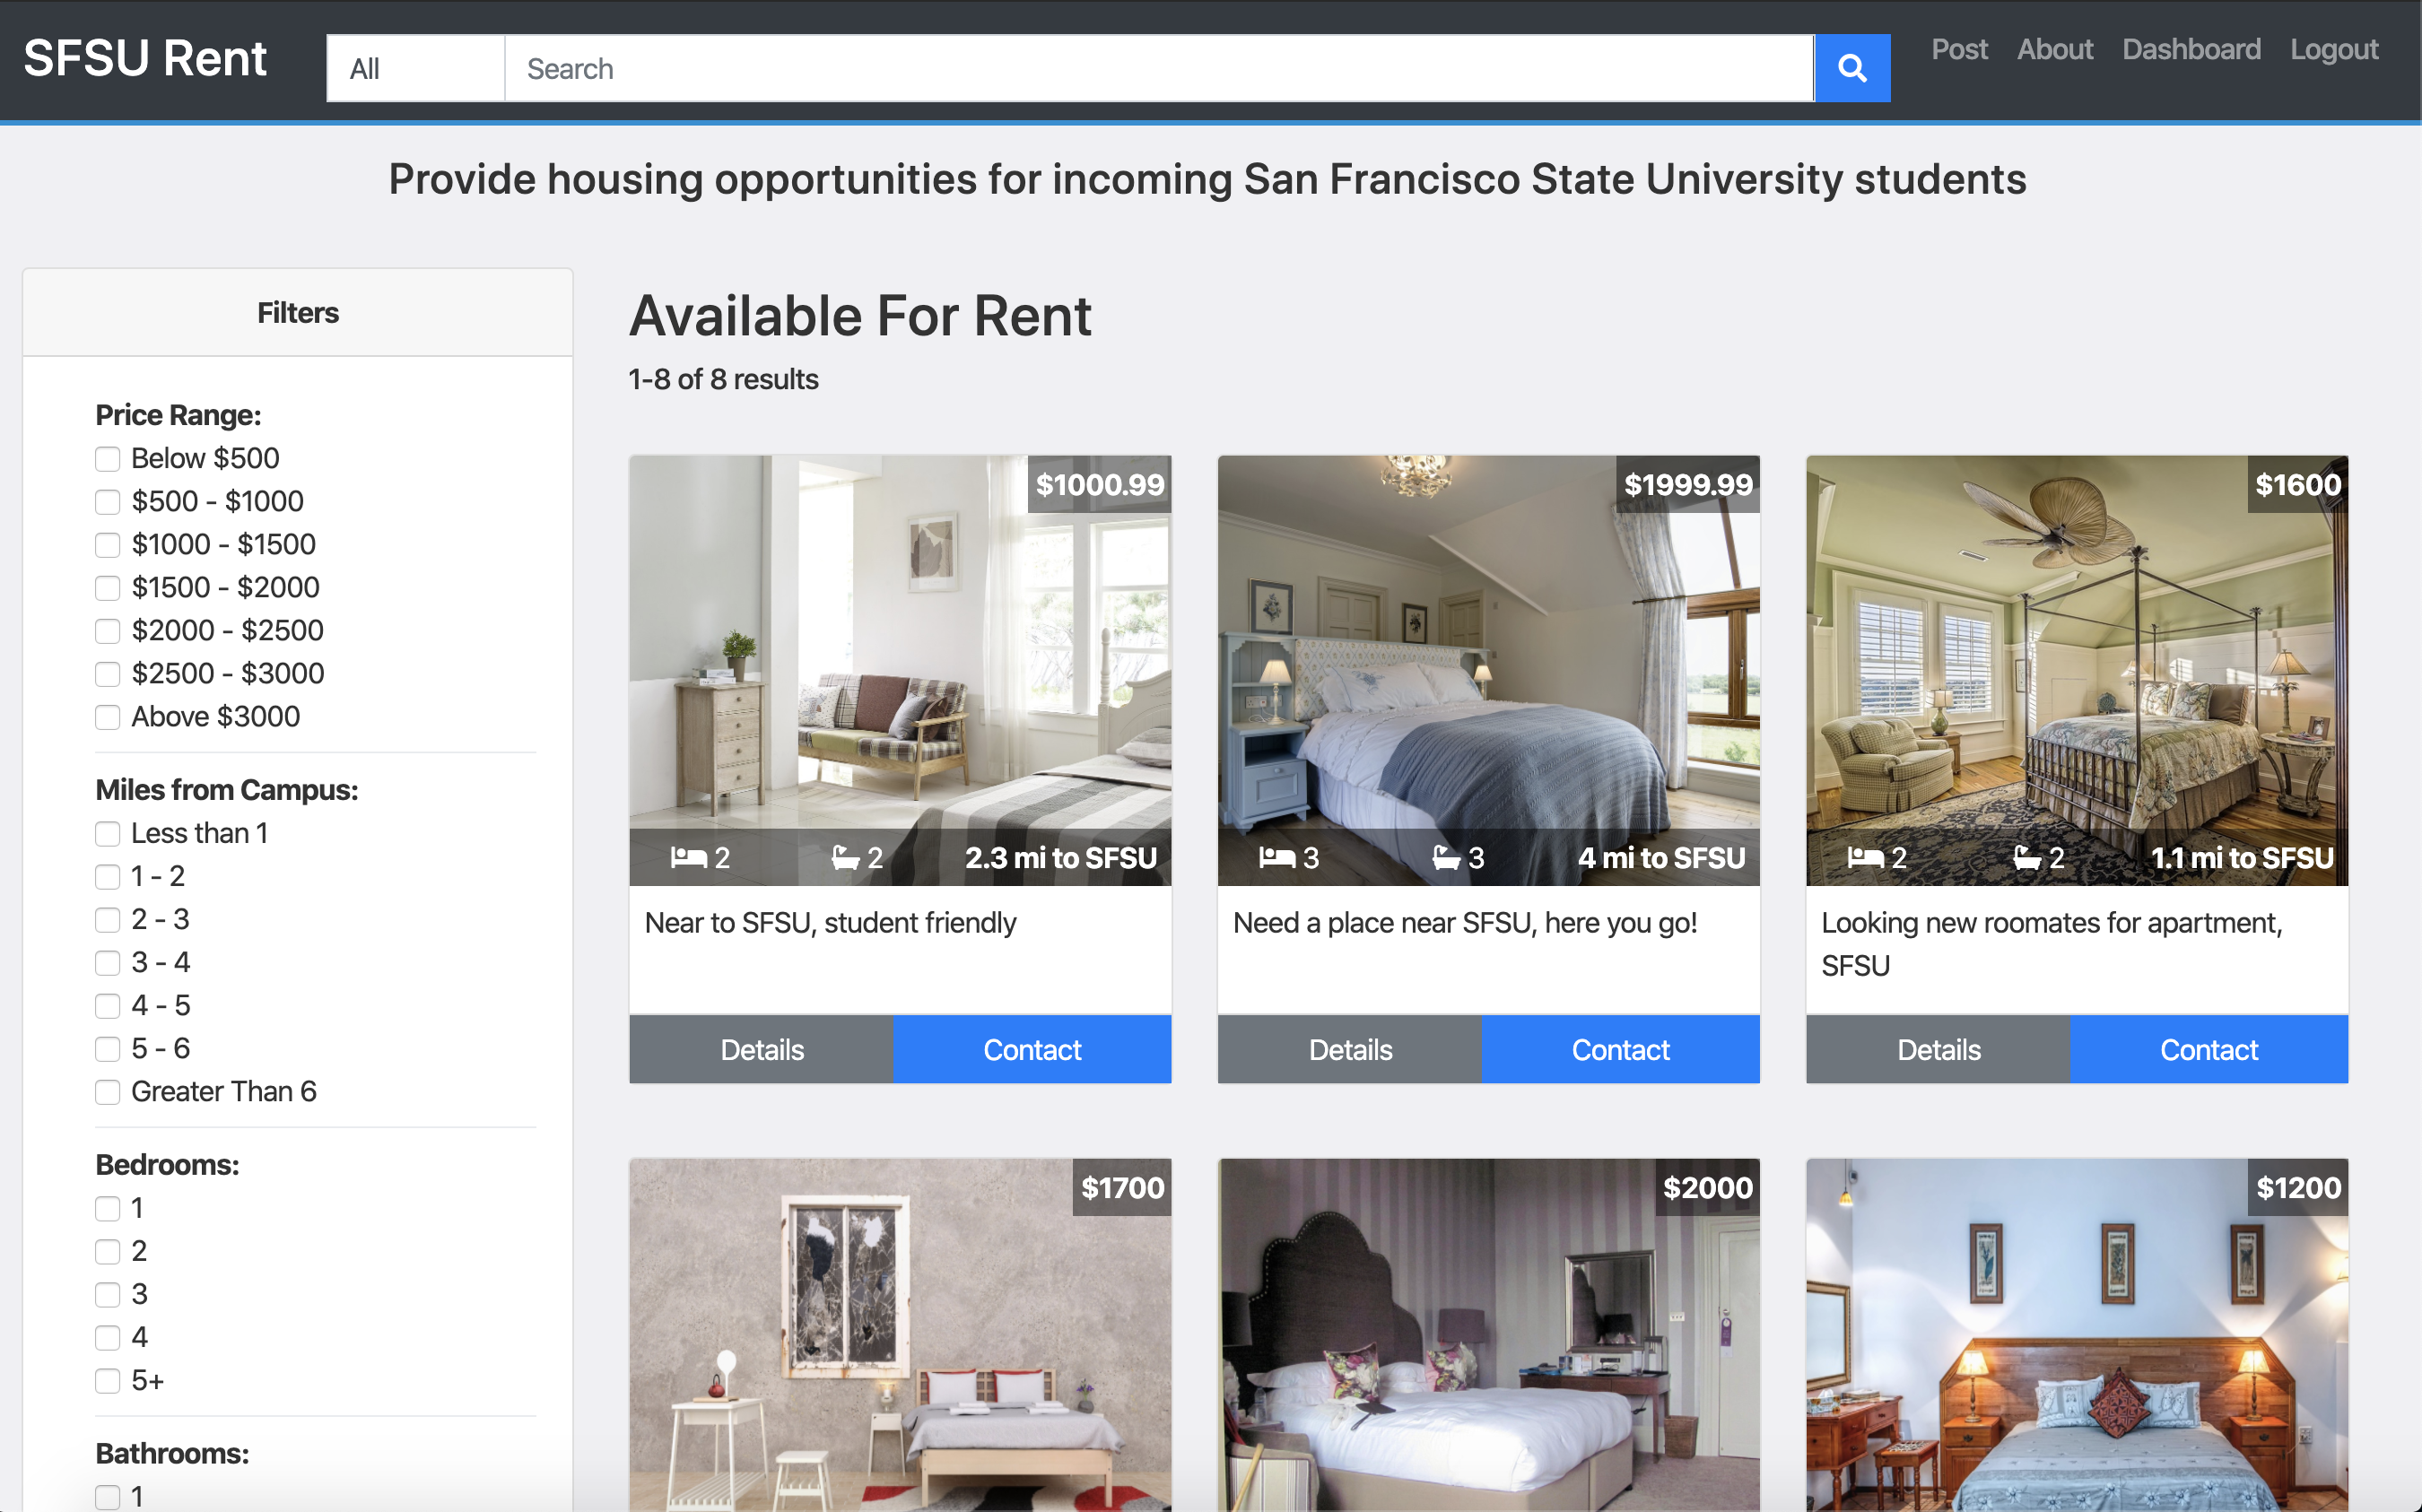 SFSU Rent
All
Search
Post
About
Dashboard
Logout
Provide housing opportunities for incoming San Francisco State University students
Filters
Price Range:
Below $500
$500 - $1000
$1000 - $1500
$1500 - $2000
$2000 - $2500
$2500 - $3000
Above $3000
Miles from Campus:
Less than 1
1 - 2
2 - 3
3 - 4
4 - 5
5 - 6
Greater Than 6
Bedrooms:
1
2
3
4
5+
Bathrooms:
1
Available For Rent
1-8 of 8 results
$1000.99
2
2
2.3 mi to SFSU
Near to SFSU, student friendly
Details
Contact
$1999.99
3
3
4 mi to SFSU
Need a place near SFSU, here you go!
Details
Contact
$1600
2
2
1.1 mi to SFSU
Looking new roomates for apartment,
SFSU
Details
Contact
$1700
$2000
$1200